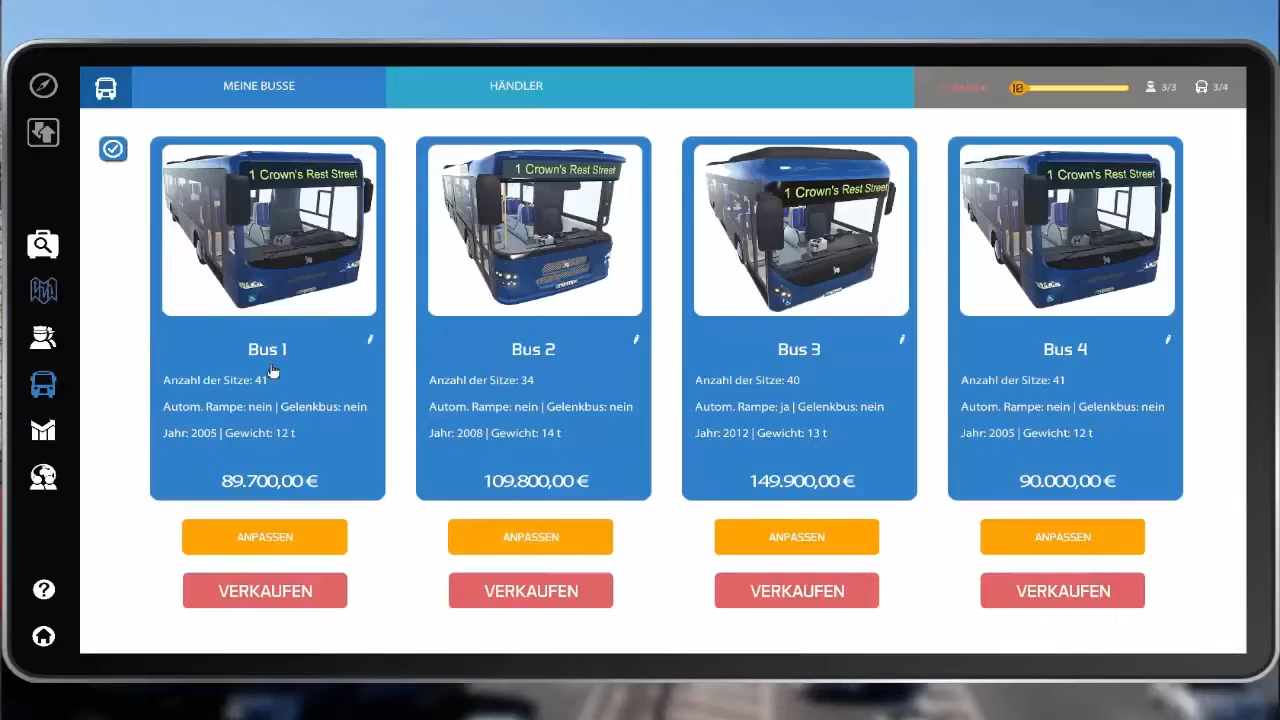 MEINE BUSSE
HÄNDLER
10
3/3
3/4
1 Crown's Rest Street
1 Crown's Rest Street
1 Crown's Rest Street
1 Crown's Rest Street
Bus 1
Anzahl der Sitze: 41
Autom. Rampe: nein | Gelenkbus: nein
Jahr: 2005 | Gewicht: 12 t
89.700,00 €
ANPASSEN
VERKAUFEN
Bus 2
Anzahl der Sitze: 34
Autom. Rampe: nein | Gelenkbus: nein
Jahr: 2008 | Gewicht: 14 t
109.800,00 €
ANPASSEN
VERKAUFEN
Bus 3
Anzahl der Sitze: 40
Autom. Rampe: ja | Gelenkbus: nein
Jahr: 2012 | Gewicht: 13 t
149.900,00 €
ANPASSEN
VERKAUFEN
Bus 4
Anzahl der Sitze: 41
Autom. Rampe: nein | Gelenkbus: nein
Jahr: 2005 | Gewicht: 12 t
90.000,00 €
ANPASSEN
VERKAUFEN